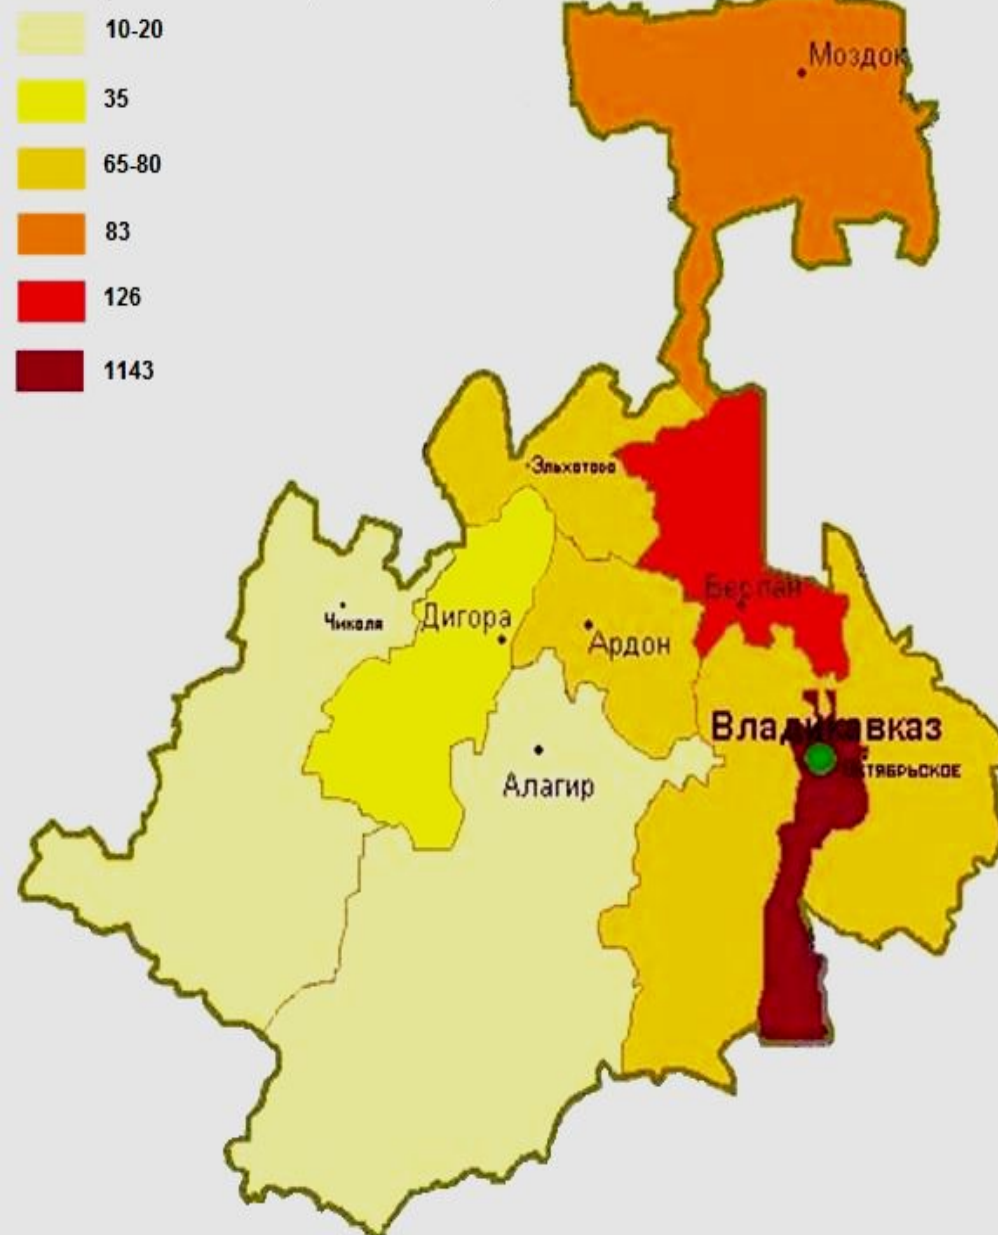 10-20
35
65-80
83
126
1143
Моздок
Эльхотово
Беслан
Чиколя
Дигора
Ардон
Владикавказ
ОКТЯБРЬСКОЕ
Алагир